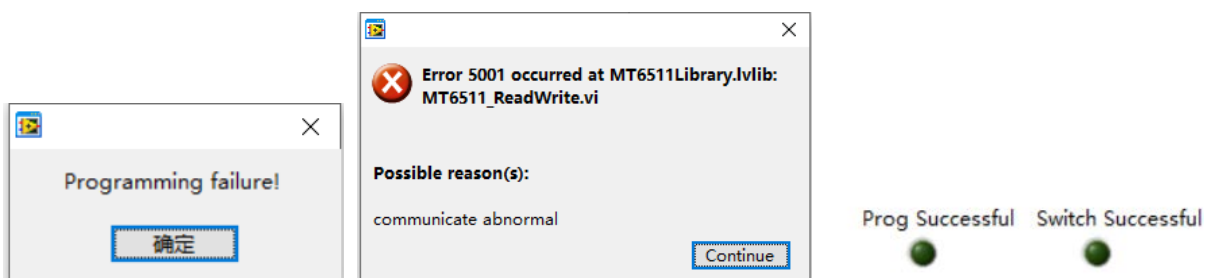 Programming failure!
确定
Error 5001 occurred at MT6511Library.lvlib:
MT6511_ReadWrite.vi
Possible reason(s):
communicate abnormal
Continue
Prog Successful
Switch Successful